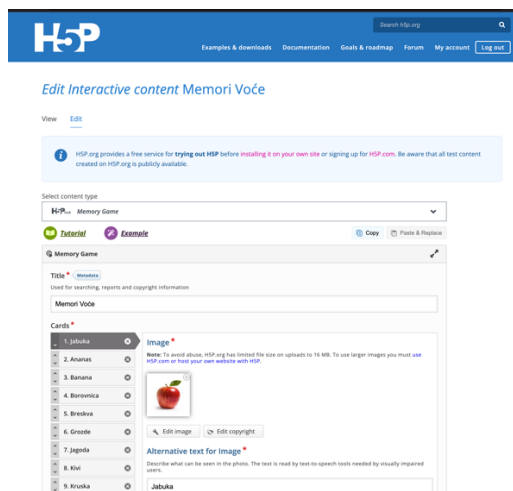 Search h5p.org
H5P
Examples & downloads Documentation Goals & roadmap Forum My account Log out
Edit Interactive content Memori Voće
View Edit
H5P.org provides a free service for trying out H5P before installing it on your own site or signing up for H5P.com. Be aware that all test content
created on H5P.org is publicly available.
Select content type
H5P Memory Game
Tutorial Example Copy Paste & Replace
Memory Game
Title * Metadata
Used for searching, reports and copyright information
Memori Voće
Cards *
1. Jabuka
2. Ananas
3. Banana
4. Borovnica
5. Breskva
6. Grozde
7. Jagoda
8. Kivi
9. Kruska
Image *
Note: To avoid abuse, H5P.org has limited file size on uploads to 16 MB. To use larger images you must use
H5P.com or host your own website with H5P.
Edit image Edit copyright
Alternative text for Image *
Describe what can be seen in the photo. The text is read by text-to-speech tools needed by visually impaired
users.
Jabuka